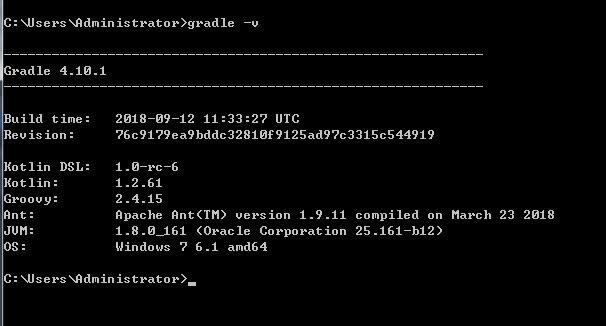 C:\Users\Administrator>gradle -v
------------------------------------------------------------
Gradle 4.10.1
------------------------------------------------------------
Build time:   2018-09-12 11:33:27 UTC
Revision:     76c9179ea9bddc32810f9125ad97c3315c544919
Kotlin DSL:   1.0-rc-6
Kotlin:       1.2.61
Groovy:       2.4.15
Ant:          Apache Ant(TM) version 1.9.11 compiled on March 23 2018
JVM:          1.8.0_161 (Oracle Corporation 25.161-b12)
OS:           Windows 7 6.1 amd64
C:\Users\Administrator>_